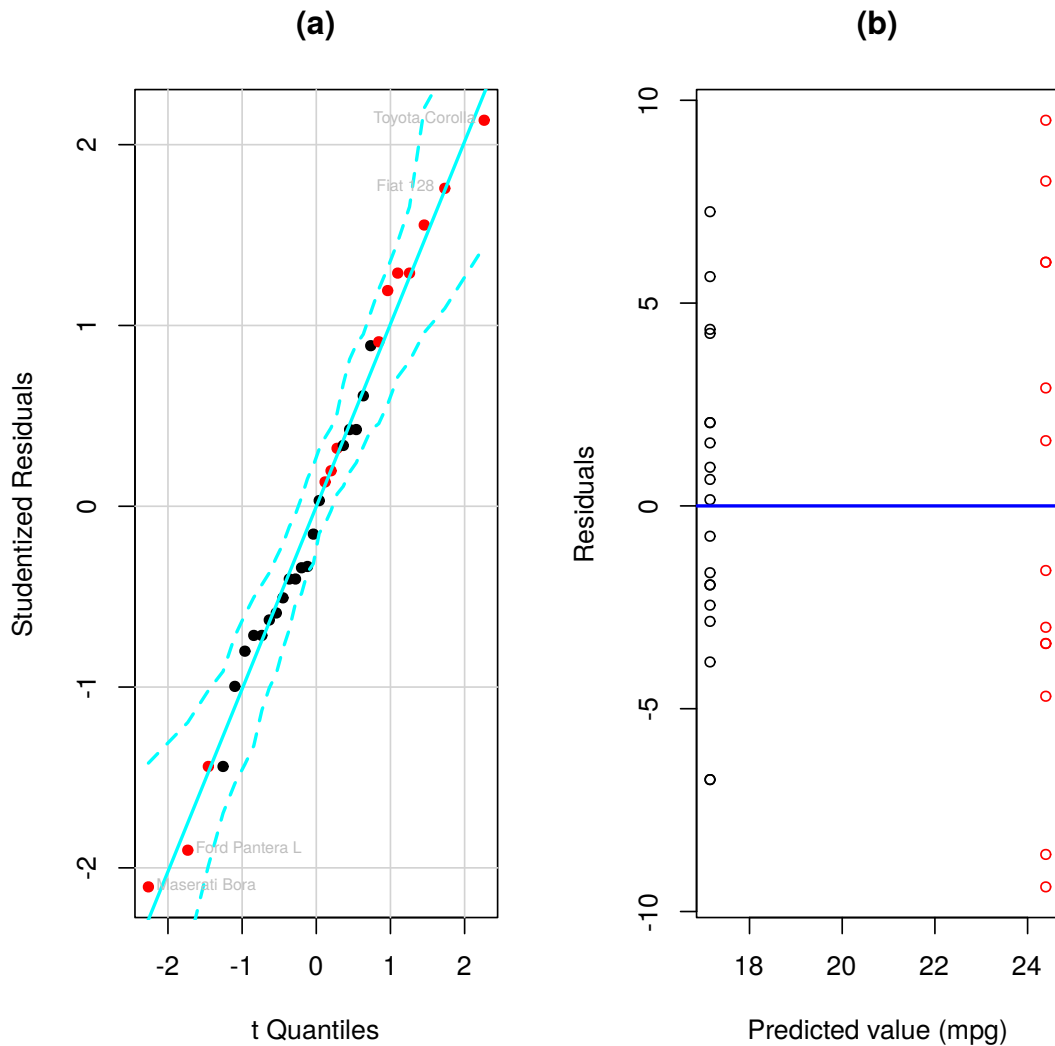 (a)
(b)
Studentized Residuals
2
1
0
-1
-2
Toyota Corolla
Fiat 128
Ford Pantera L
Maserati Bora
-2 -1 0 1 2
t Quantiles
Residuals
10
5
0
-5
-10
18 20 22 24
Predicted value (mpg)